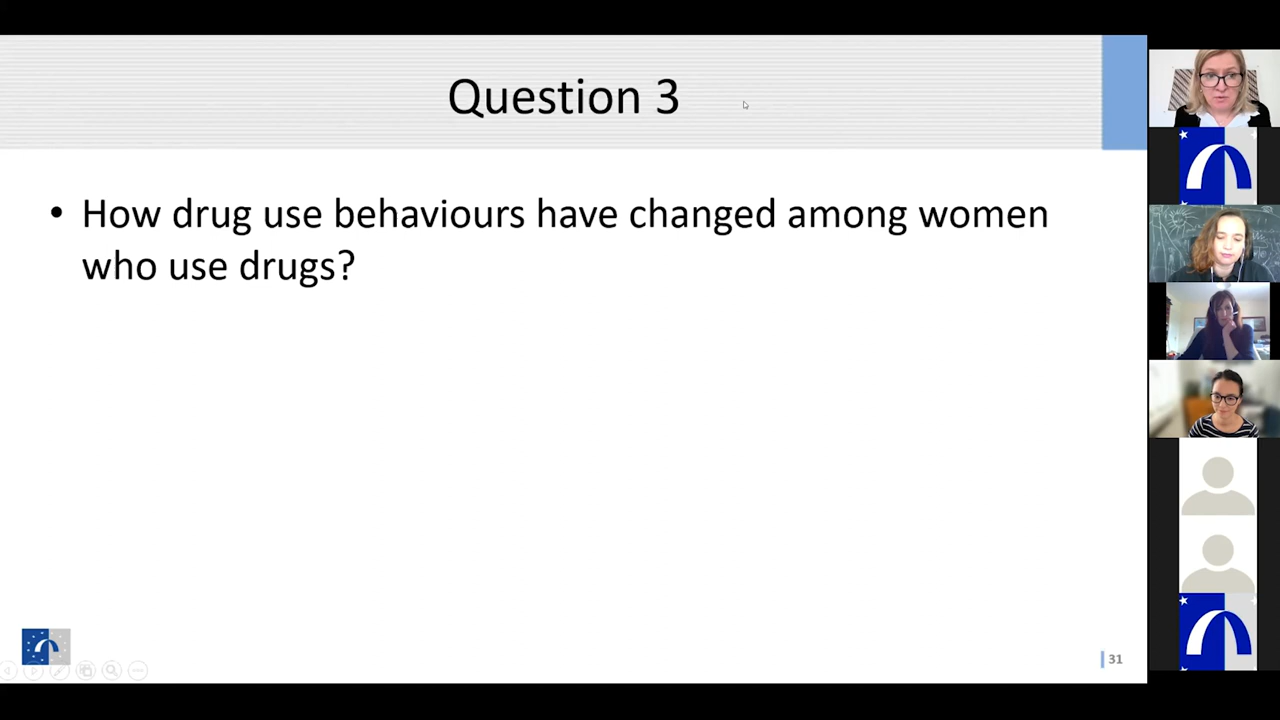 Question 3
• How drug use behaviours have changed among women
who use drugs?
31